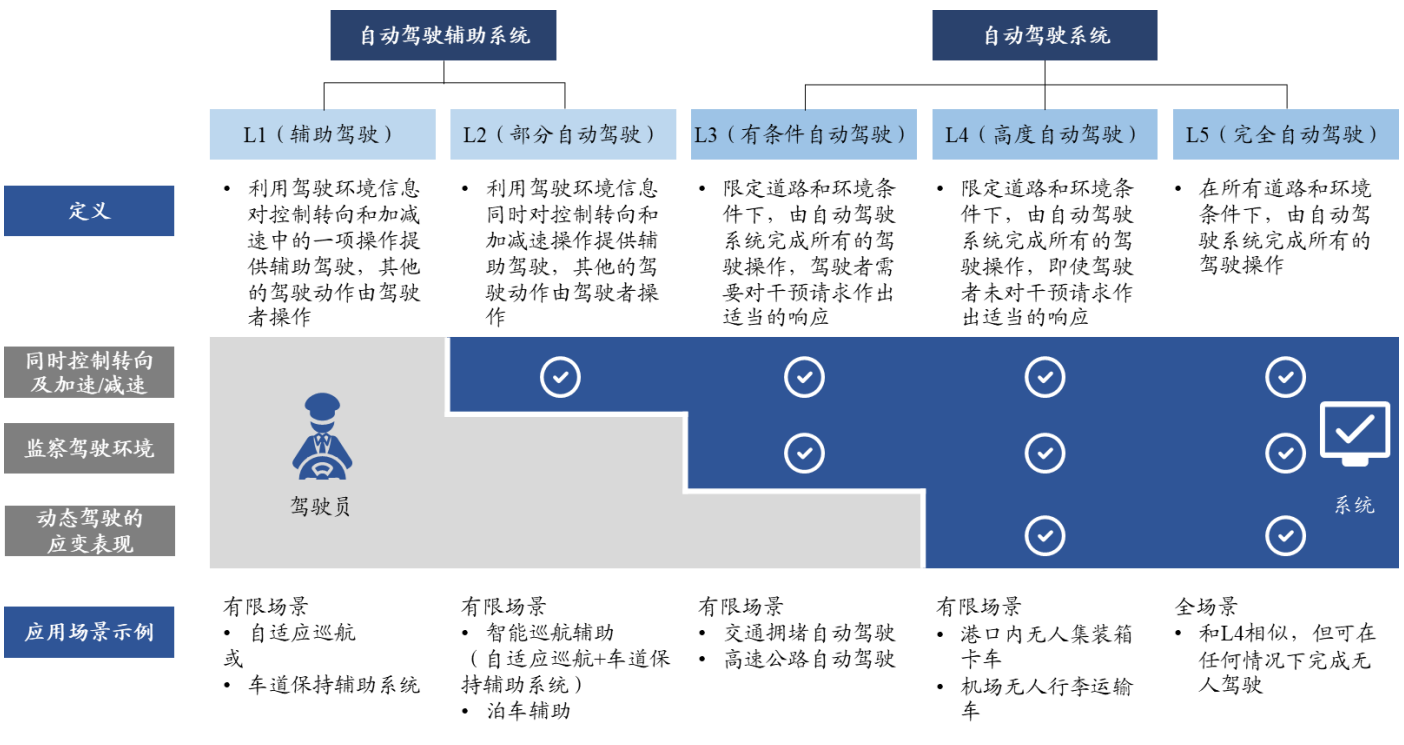 自动驾驶辅助系统
自动驾驶系统
L1（辅助驾驶）
L2（部分自动驾驶）
L3（有条件自动驾驶）
L4（高度自动驾驶）
L5（完全自动驾驶）
定义
• 利用驾驶环境信息
对控制转向和加减
速中的一项操作提
供辅助驾驶，其他
的驾驶动作由驾驶
者操作
• 利用驾驶环境信息
同时对控制转向和
加减速操作提供辅
助驾驶，其他的驾
驶动作由驾驶者操
作
• 限定道路和环境条
件下，由自动驾驶
系统完成所有的驾
驶操作，驾驶者需
要对干预请求作出
适当的响应
• 限定道路和环境条
件下，由自动驾驶
系统完成所有的驾
驶操作，即使驾驶
者未对干预请求作
出适当的响应
• 在所有道路和环境
条件下，由自动驾
驶系统完成所有的
驾驶操作
同时控制转向
及加速/减速
监察驾驶环境
动态驾驶的
应变表现
驾驶员
系统
应用场景示例
有限场景
• 自适应巡航
或
• 车道保持辅助系统
有限场景
• 智能巡航辅助
（自适应巡航+车道保
持辅助系统）
• 泊车辅助
有限场景
• 交通拥堵自动驾驶
• 高速公路自动驾驶
有限场景
• 港口内无人集装箱
卡车
• 机场无人行李运输
车
全场景
• 和L4相似，但可在
任何情况下完成无
人驾驶